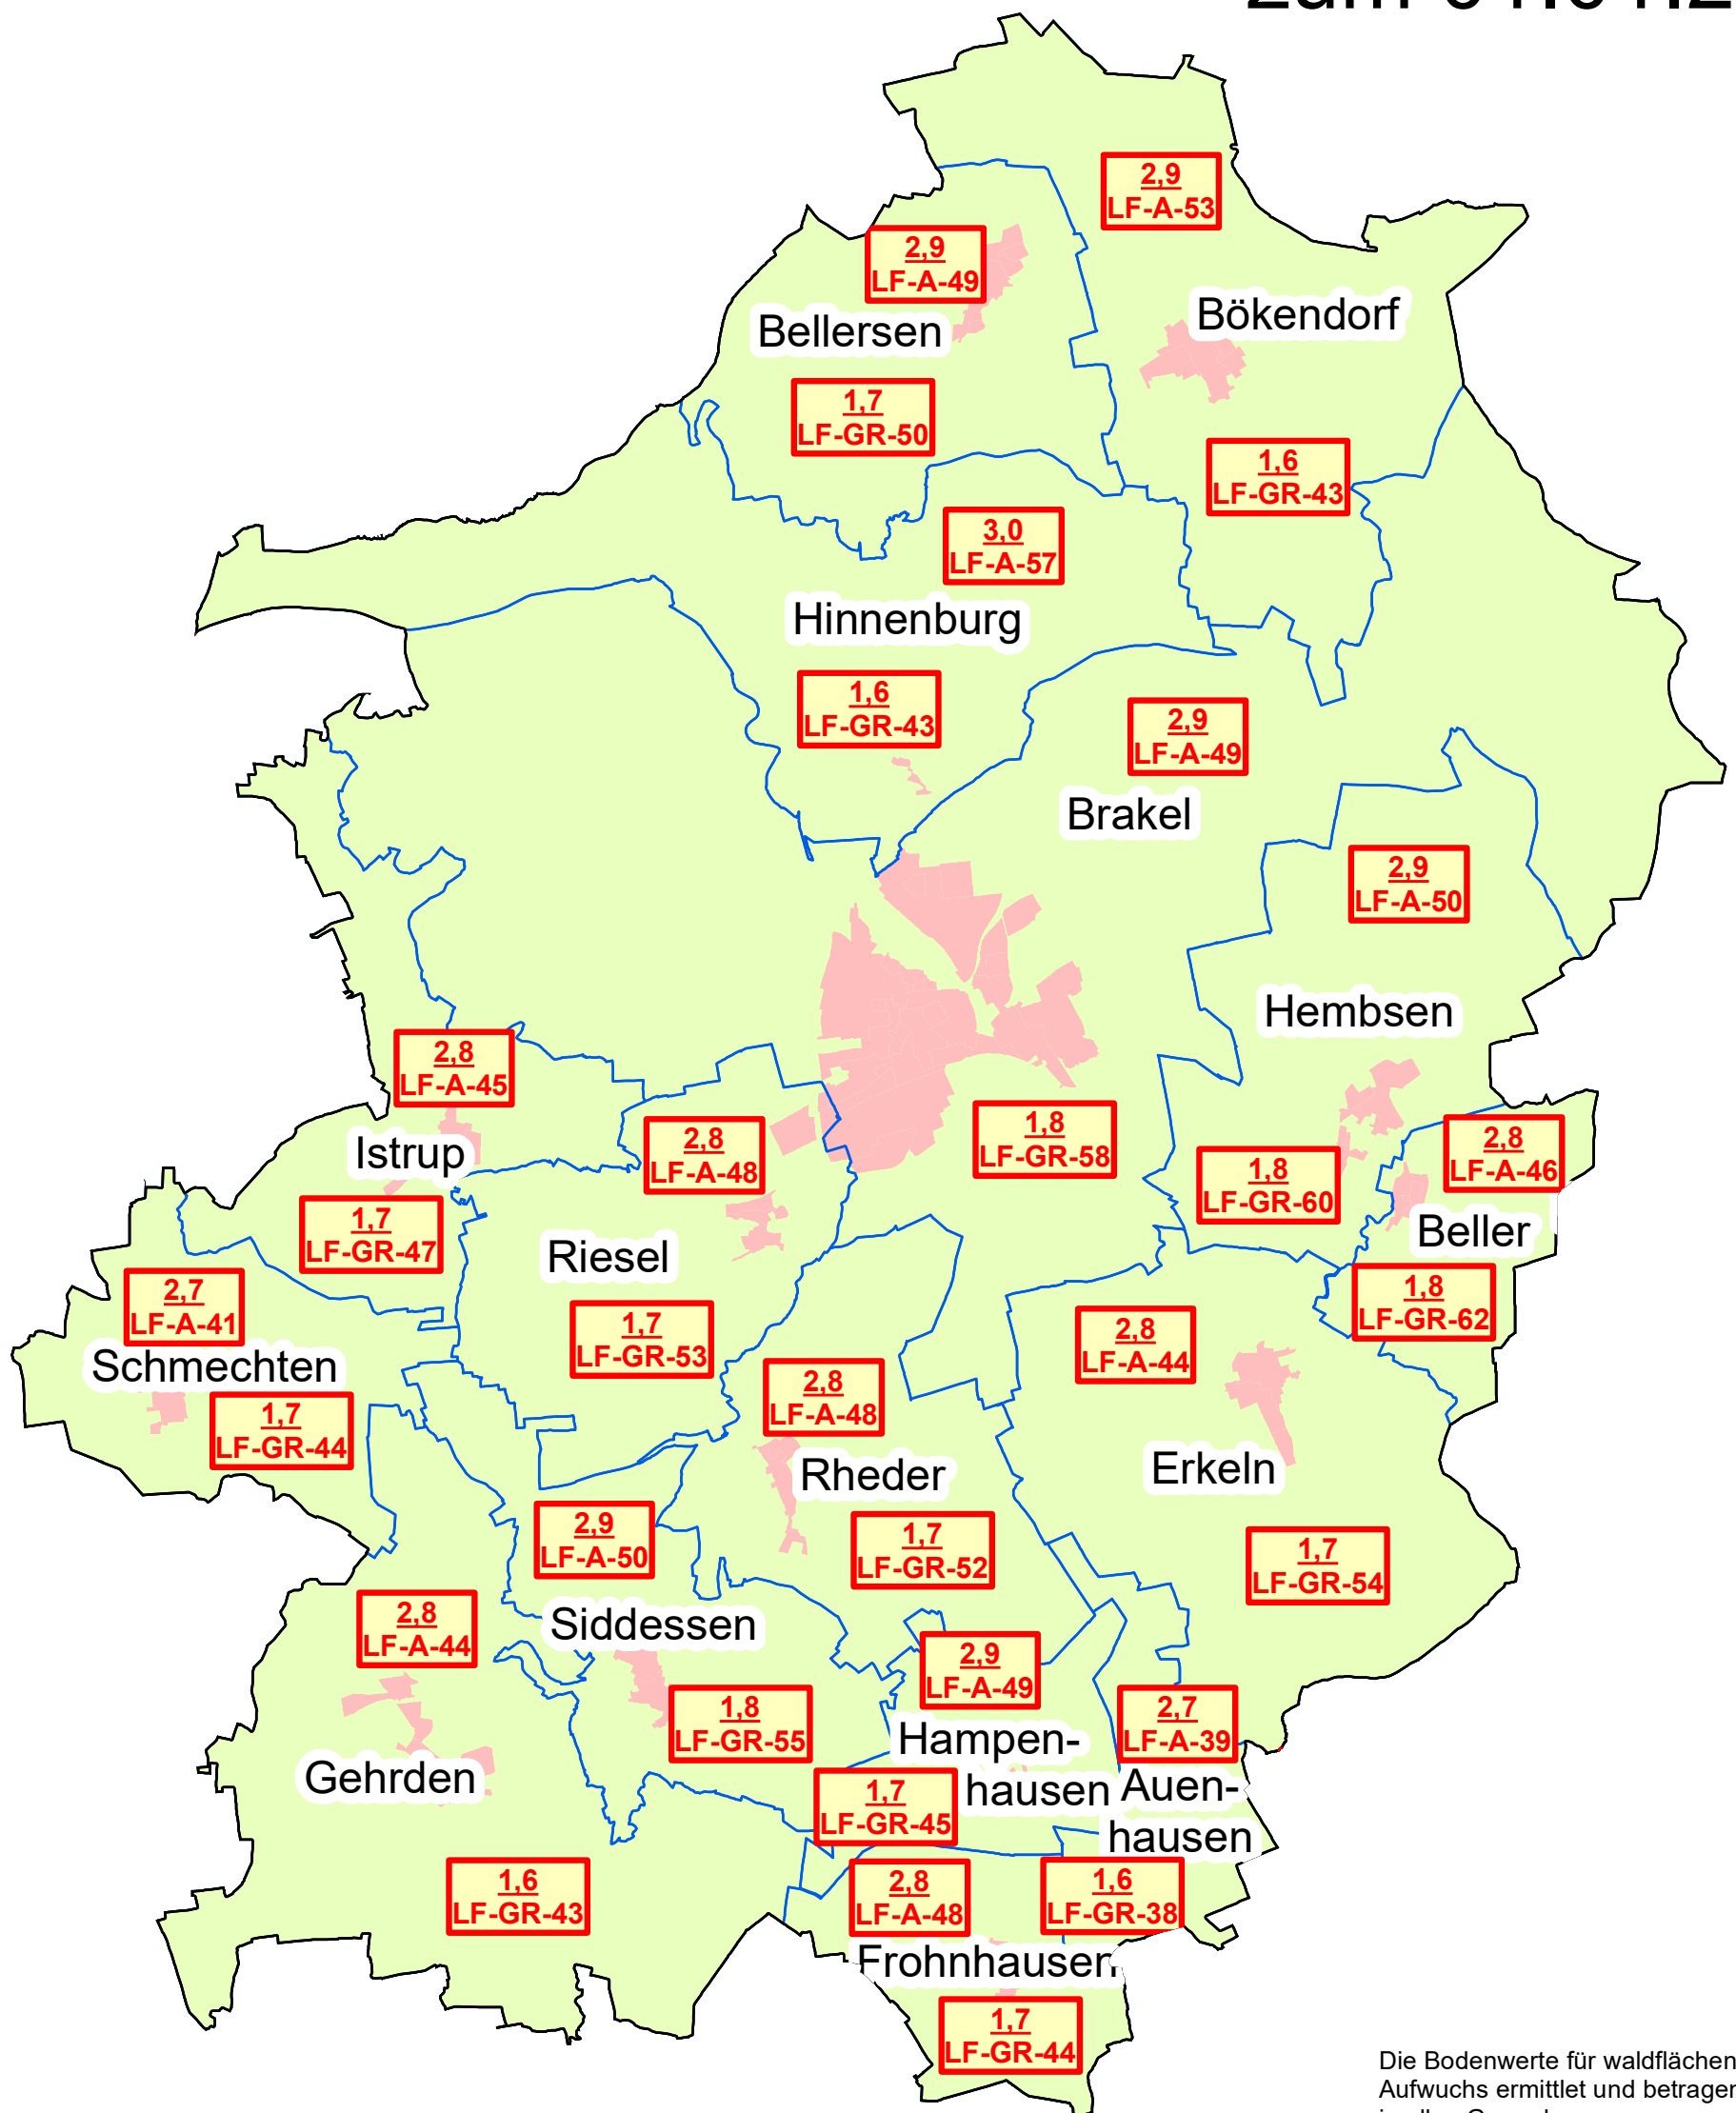 2,9
LF-A-53
2,9
LF-A-49
Bellersen
Bökendorf
1,7
LF-GR-50
1,6
LF-GR-43
3,0
LF-A-57
Hinnenburg
1,6
LF-GR-43
2,9
LF-A-49
Brakel
2,9
LF-A-50
Hembsen
2,8
LF-A-45
Istrup
2,8
LF-A-48
1,8
LF-GR-58
1,8
LF-GR-60
2,8
LF-A-46
Beller
1,7
LF-GR-47
Riesel
2,7
LF-A-41
Schmechten
1,7
LF-GR-53
1,8
LF-GR-62
2,8
LF-A-44
2,8
LF-A-48
1,7
LF-GR-44
Rheder
Erkeln
2,9
LF-A-50
1,7
LF-GR-52
1,7
LF-GR-54
2,8
LF-A-44
Siddessen
2,9
LF-A-49
1,8
LF-GR-55
2,7
LF-A-39
Hampen-
hausen
Gehrden
Auen-
hausen
1,7
LF-GR-45
1,6
LF-GR-43
2,8
LF-A-48
1,6
LF-GR-38
Frohnhausen
1,7
LF-GR-44
Die Bodenwerte für waldflächen
Aufwuchs ermittlet und betragen